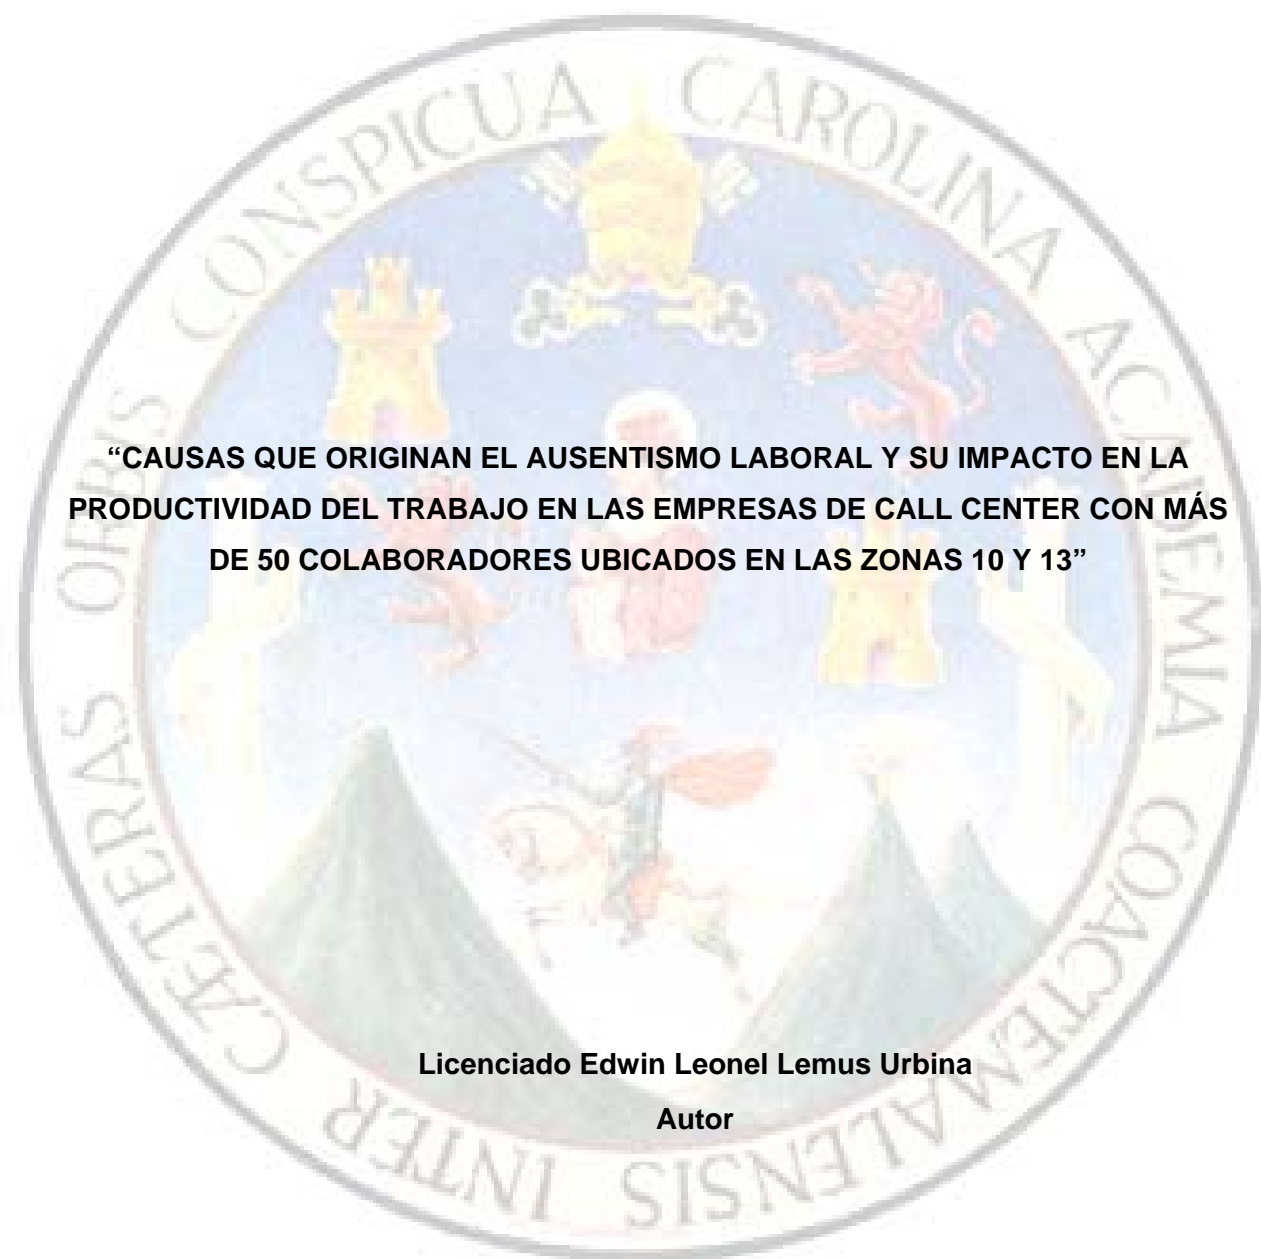 CÆTERAS ORBIS CONSPICUA CAROLINA ACADEMIA COACTEMALENSIS INTER
“CAUSAS QUE ORIGINAN EL AUSENTISMO LABORAL Y SU IMPACTO EN LA
PRODUCTIVIDAD DEL TRABAJO EN LAS EMPRESAS DE CALL CENTER CON MÁS
DE 50 COLABORADORES UBICADOS EN LAS ZONAS 10 Y 13”
Licenciado Edwin Leonel Lemus Urbina
Autor